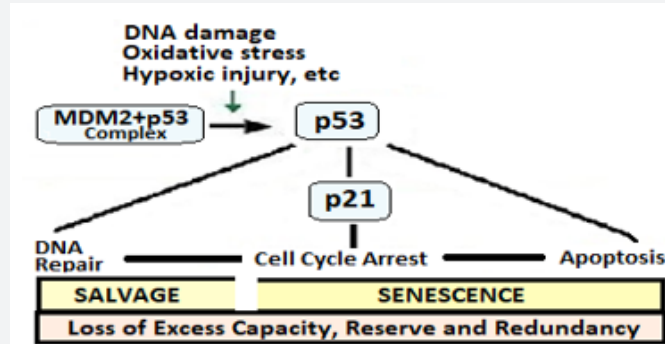 DNA damage
Oxidative stress
Hypoxic injury, etc
MDM2+p53
Complex
p53
p21
DNA
Repair
Cell Cycle Arrest
Apoptosis
SALVAGE
SENESCENCE
Loss of Excess Capacity, Reserve and Redundancy